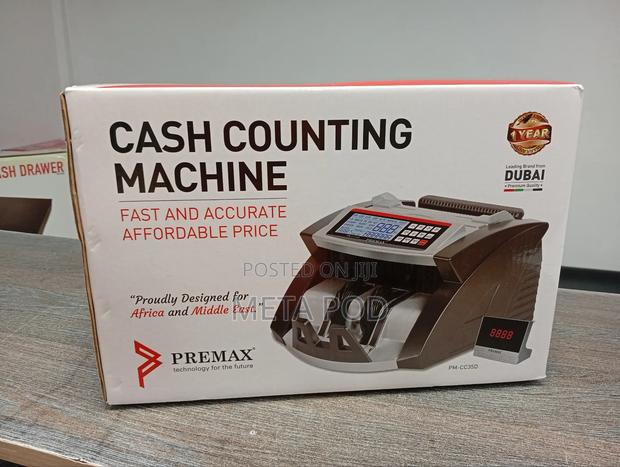 CASH COUNTING
MACHINE
FAST AND ACCURATE
AFFORDABLE PRICE
1 YEAR
Leading Brand from
DUBAI
Premium Quality
ASH DRAWER
POSTED ON JIJI
META POD
"Proudly Designed for
Africa and Middle East."
PREMAX
technology for the future
PREMAX
8888
PM-CC35D